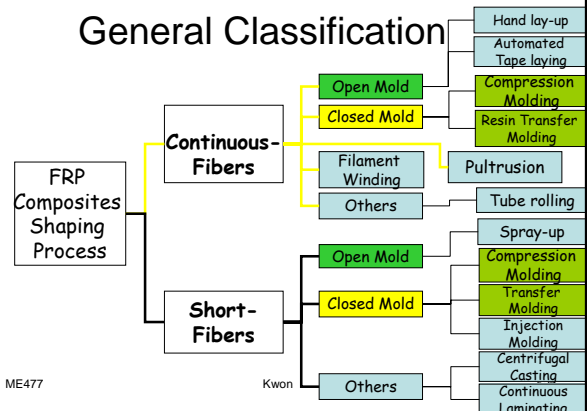 General Classification
FRP
Composites
Shaping
Process
Continuous-
Fibers
Open Mold
Hand lay-up
Automated
Tape laying
Closed Mold
Compression
Molding
Resin Transfer
Molding
Filament
Winding
Pultrusion
Others
Tube rolling
Short-
Fibers
Open Mold
Spray-up
Closed Mold
Compression
Molding
Transfer
Molding
Injection
Molding
Others
Centrifugal
Casting
Continuous
Laminating
ME477
Kwon